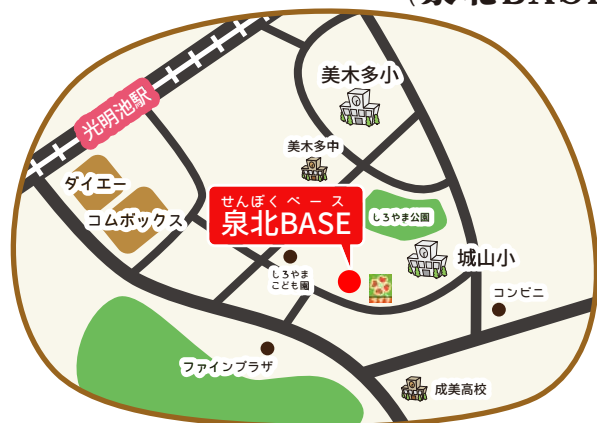 (泉北BASE
美木多小
光明池駅
美木多中
ダイエー
コムボックス
せんぼくベース
泉北BASE
しろやま公園
城山小
しろやま
こども園
コンビニ
ファインプラザ
成美高校